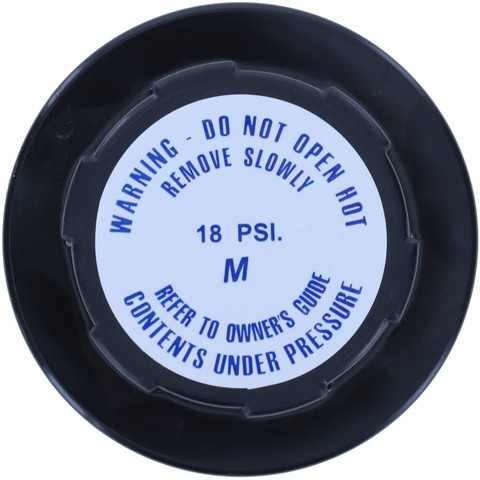 WARNING - DO NOT OPEN HOT
REMOVE SLOWLY
18 PSI.
M
REFER TO OWNER'S GUIDE
CONTENTS UNDER PRESSURE